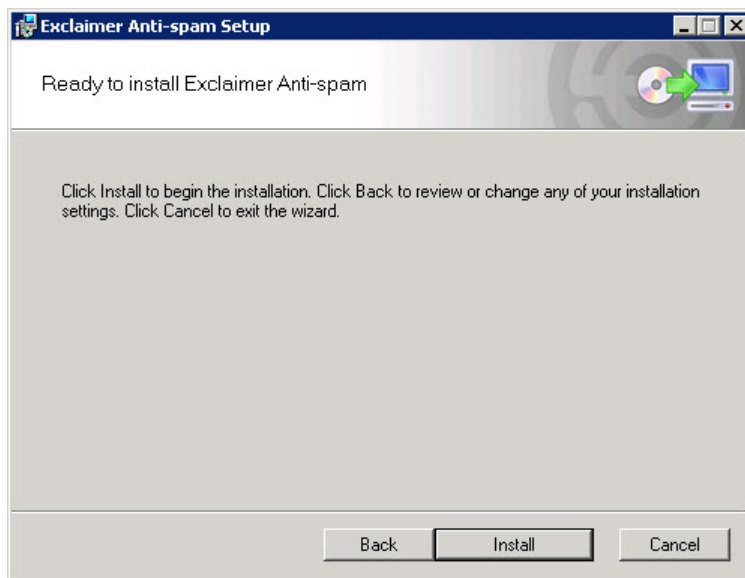 Exclaimer Anti-spam Setup
Ready to install Exclaimer Anti-spam
Click Install to begin the installation. Click Back to review or change any of your installation
settings. Click Cancel to exit the wizard.
Back Install Cancel